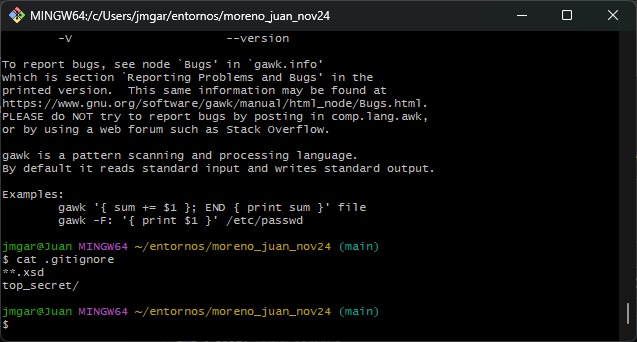 MINGW64:/c/Users/jmgar/entornos/moreno_juan_nov24
-V                      --version
To report bugs, see node `Bugs' in `gawk.info'
which is section `Reporting Problems and Bugs' in the
printed version.  This same information may be found at
https://www.gnu.org/software/gawk/manual/html_node/Bugs.html.
PLEASE do NOT try to report bugs by posting in comp.lang.awk,
or by using a web forum such as Stack Overflow.
gawk is a pattern scanning and processing language.
By default it reads standard input and writes standard output.
Examples:
        gawk '{ sum += $1 }; END { print sum }' file
        gawk -F: '{ print $1 }' /etc/passwd
jmgar@Juan MINGW64 ~/entornos/moreno_juan_nov24 (main)
$ cat .gitignore
**.xsd
top_secret/
jmgar@Juan MINGW64 ~/entornos/moreno_juan_nov24 (main)
$